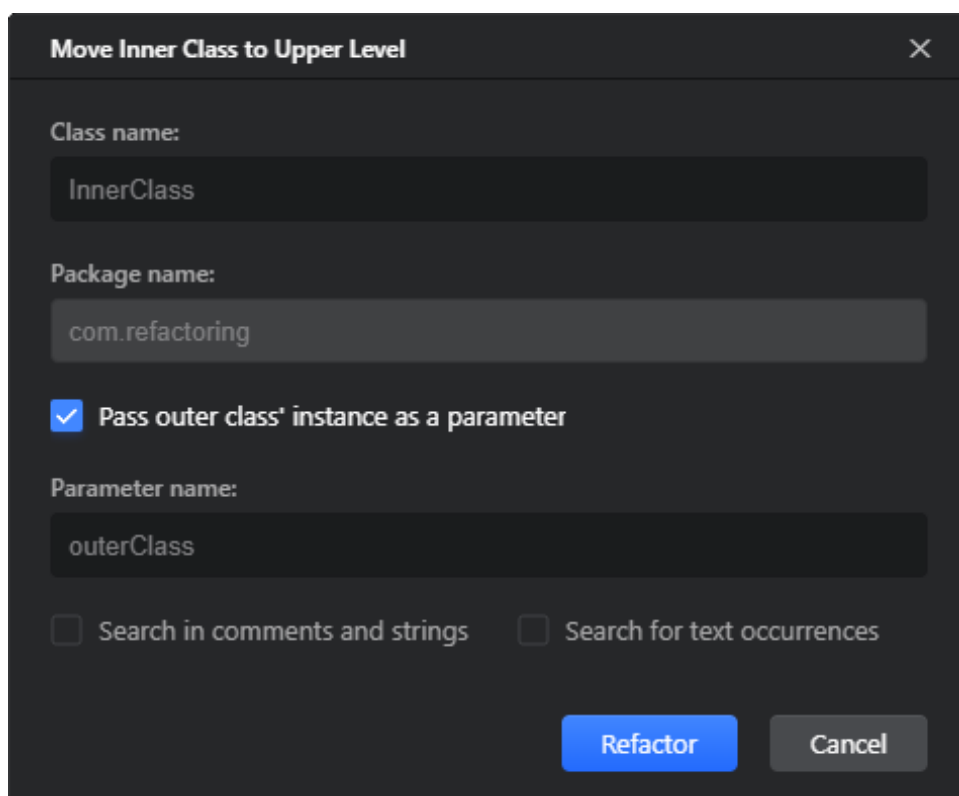 Move Inner Class to Upper Level
Class name:
InnerClass
Package name:
com.refactoring
Pass outer class' instance as a parameter
Parameter name:
outerClass
Search in comments and strings
Search for text occurrences
Refactor
Cancel